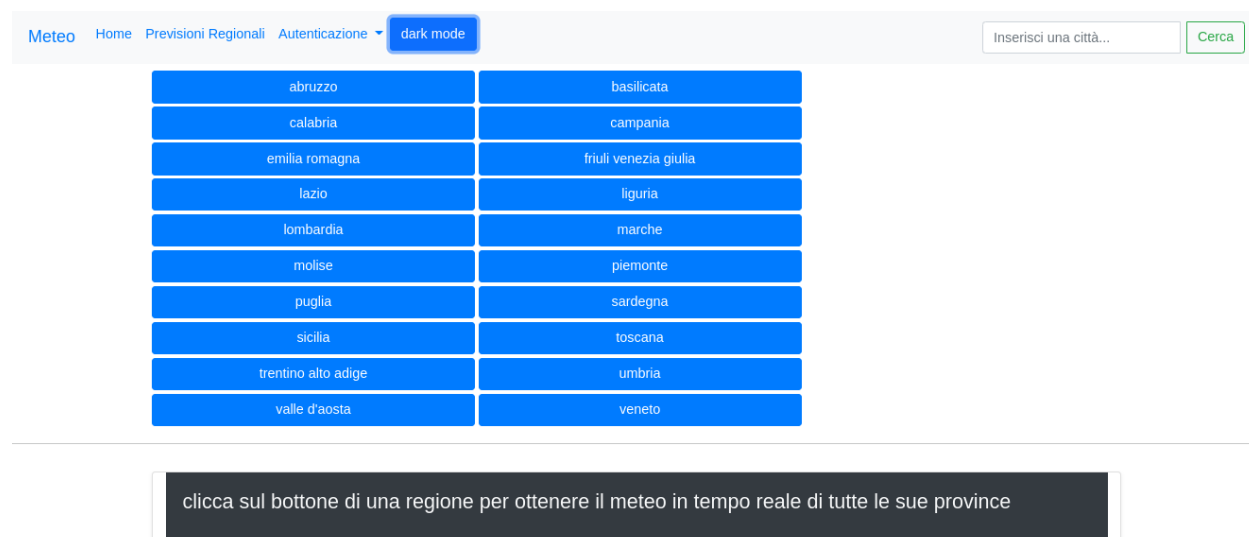 Meteo Home Previsioni Regionali Autenticazione dark mode Inserisci una città... Cerca
abruzzo basilicata
calabria campania
emilia romagna friuli venezia giulia
lazio liguria
lombardia marche
molise piemonte
puglia sardegna
sicilia toscana
trentino alto adige umbria
valle d'aosta veneto
clicca sul bottone di una regione per ottenere il meteo in tempo reale di tutte le sue province